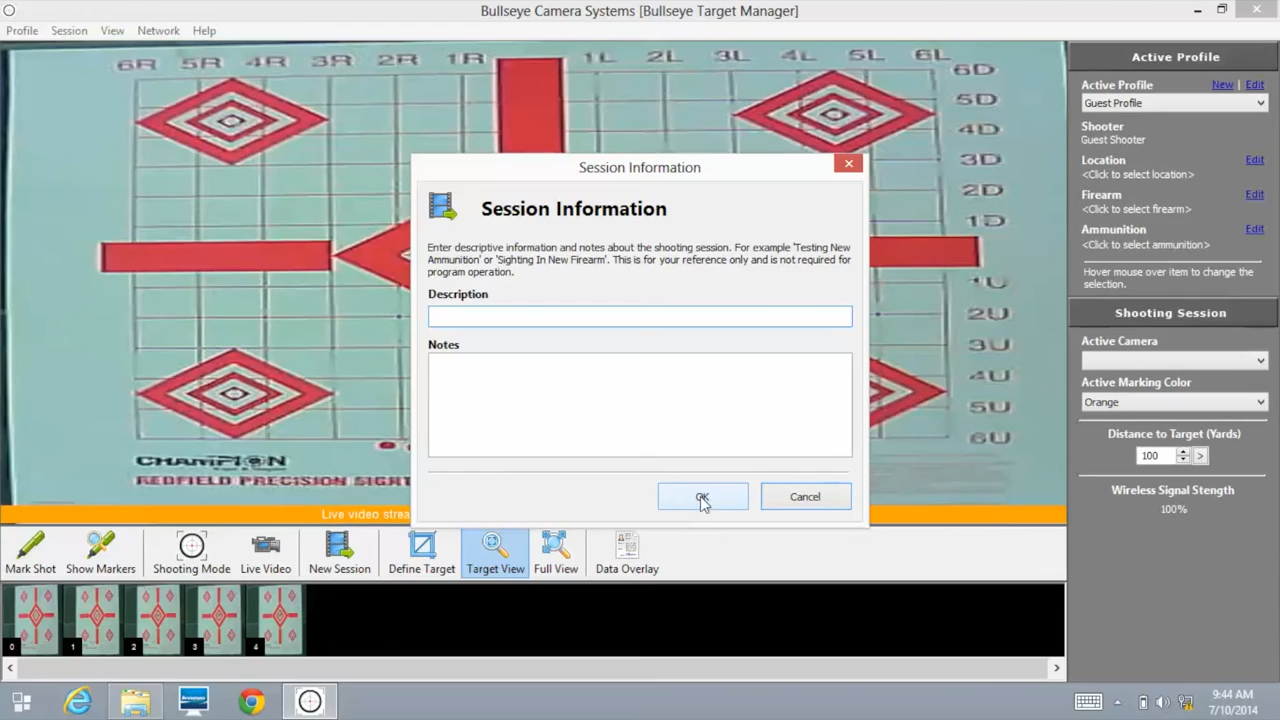 Bullseye Camera Systems [Bullseye Target Manager]
Profile Session View Network Help
6R 5R 4R 3R 2R 1R 1L 2L 3L 4L 5L 6L
6D
5D
4D
3D
2D
1D
1U
2U
3U
4U
5U
6U
CHAMPION
REDFIELD PRECISION SIGHT
Live video strea
Session Information
Session Information
Enter descriptive information and notes about the shooting session. For example 'Testing New
Ammunition' or 'Sighting In New Firearm'. This is for your reference only and is not required for
program operation.
Description
Notes
OK Cancel
Active Profile
Active Profile New | Edit
Guest Profile
Shooter
Guest Shooter
Location Edit
<Click to select location>
Firearm Edit
<Click to select firearm>
Ammunition Edit
<Click to select ammunition>
Hover mouse over item to change the
selection.
Shooting Session
Active Camera
Active Marking Color
Orange
Distance to Target (Yards)
100 >
Wireless Signal Stength
100%
Mark Shot Show Markers Shooting Mode Live Video New Session Define Target Target View Full View Data Overlay
0 1 2 3 4
9:44 AM
7/10/2014